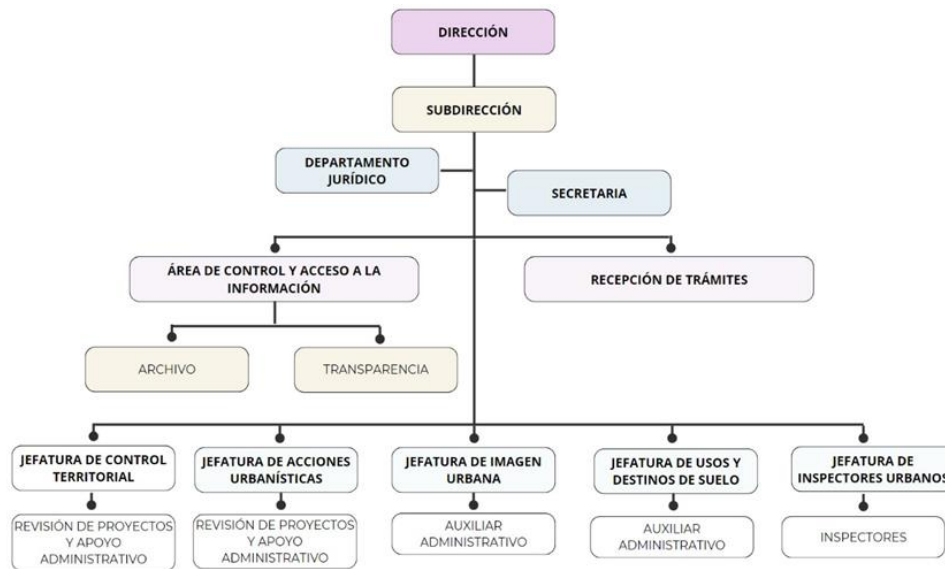 DIRECCIÓN
SUBDIRECCIÓN
DEPARTAMENTO
JURÍDICO
SECRETARIA
ÁREA DE CONTROL Y ACCESO A LA
INFORMACIÓN
RECEPCIÓN DE TRÁMITES
ARCHIVO
TRANSPARENCIA
JEFATURA DE CONTROL
TERRITORIAL
JEFATURA DE ACCIONES
URBANÍSTICAS
JEFATURA DE IMAGEN
URBANA
JEFATURA DE USOS Y
DESTINOS DE SUELO
JEFATURA DE
INSPECTORES URBANOS
REVISIÓN DE PROYECTOS
Y APOYO
ADMINISTRATIVO
REVISIÓN DE PROYECTOS
Y APOYO
ADMINISTRATIVO
AUXILIAR
ADMINISTRATIVO
AUXILIAR
ADMINISTRATIVO
INSPECTORES